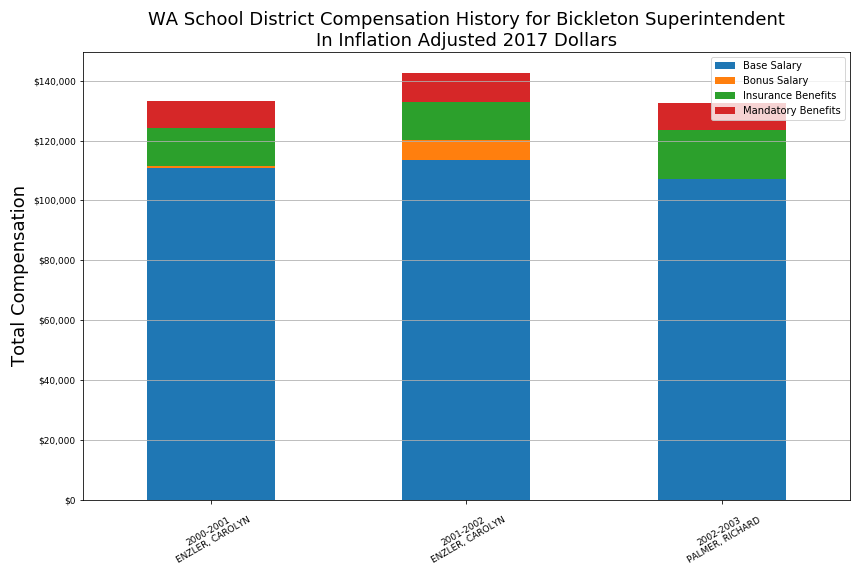 WA School District Compensation History for Bickleton Superintendent
In Inflation Adjusted 2017 Dollars
Base Salary
Bonus Salary
Insurance Benefits
Mandatory Benefits
Total Compensation
$140,000
$120,000
$100,000
$80,000
$60,000
$40,000
$20,000
$0
2000-2001
ENZLER, CAROLYN
2001-2002
ENZLER, CAROLYN
2002-2003
PALMER, RICHARD